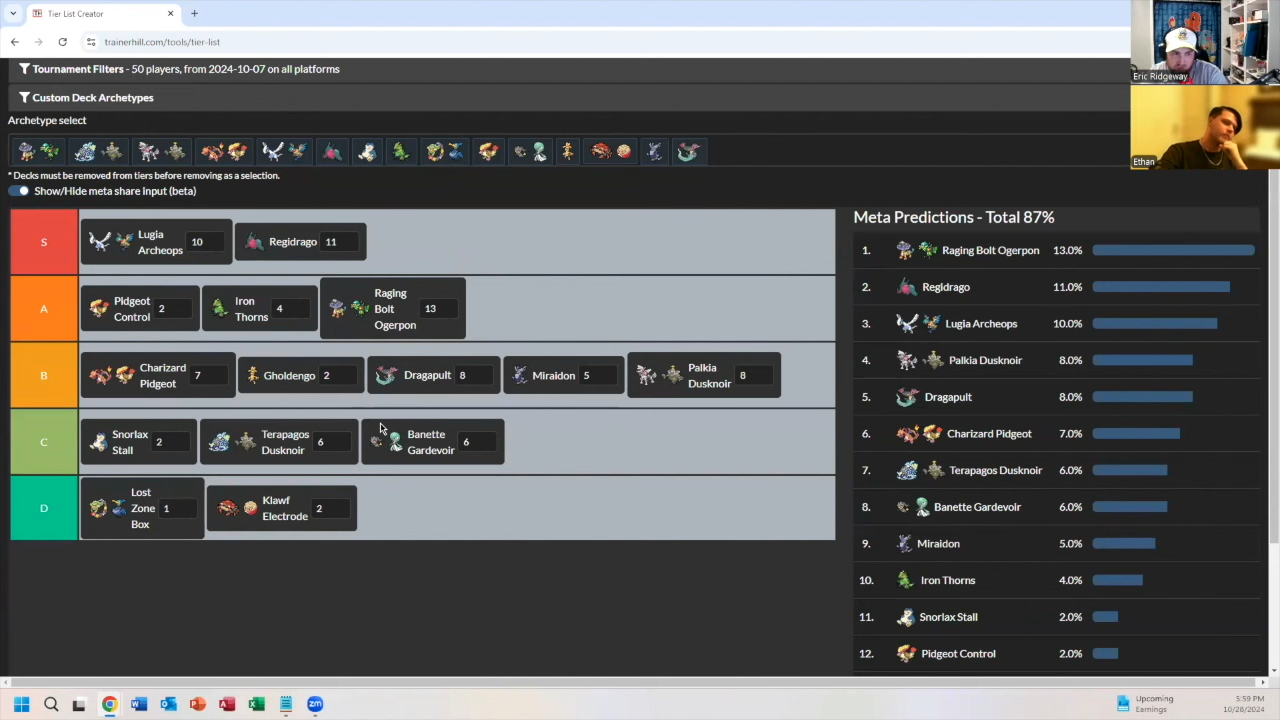 Tier List Creator
trainerhill.com/tools/tier-list
Eric Ridgeway
Ethan
Tournament Filters - 50 players, from 2024-10-07 on all platforms
Custom Deck Archetypes
Archetype select
* Decks must be removed from tiers before removing as a selection.
Show/Hide meta share input (beta)
S
Lugia Archeops 10
Regidrago 11
A
Pidgeot Control 2
Iron Thorns 4
Raging Bolt Ogerpon 13
B
Charizard Pidgeot 7
Gholdengo 2
Dragapult 8
Miraidon 5
Palkia Dusknoir 8
C
Snorlax Stall 2
Terapagos Dusknoir 6
Banette Gardevoir 6
D
Lost Zone Box 1
Klawf Electrode 2
Meta Predictions - Total 87%
1. Raging Bolt Ogerpon 13.0%
2. Regidrago 11.0%
3. Lugia Archeops 10.0%
4. Palkia Dusknoir 8.0%
5. Dragapult 8.0%
6. Charizard Pidgeot 7.0%
7. Terapagos Dusknoir 6.0%
8. Banette Gardevoir 6.0%
9. Miraidon 5.0%
10. Iron Thorns 4.0%
11. Snorlax Stall 2.0%
12. Pidgeot Control 2.0%
Upcoming
Earnings
5:59 PM
10/28/2024